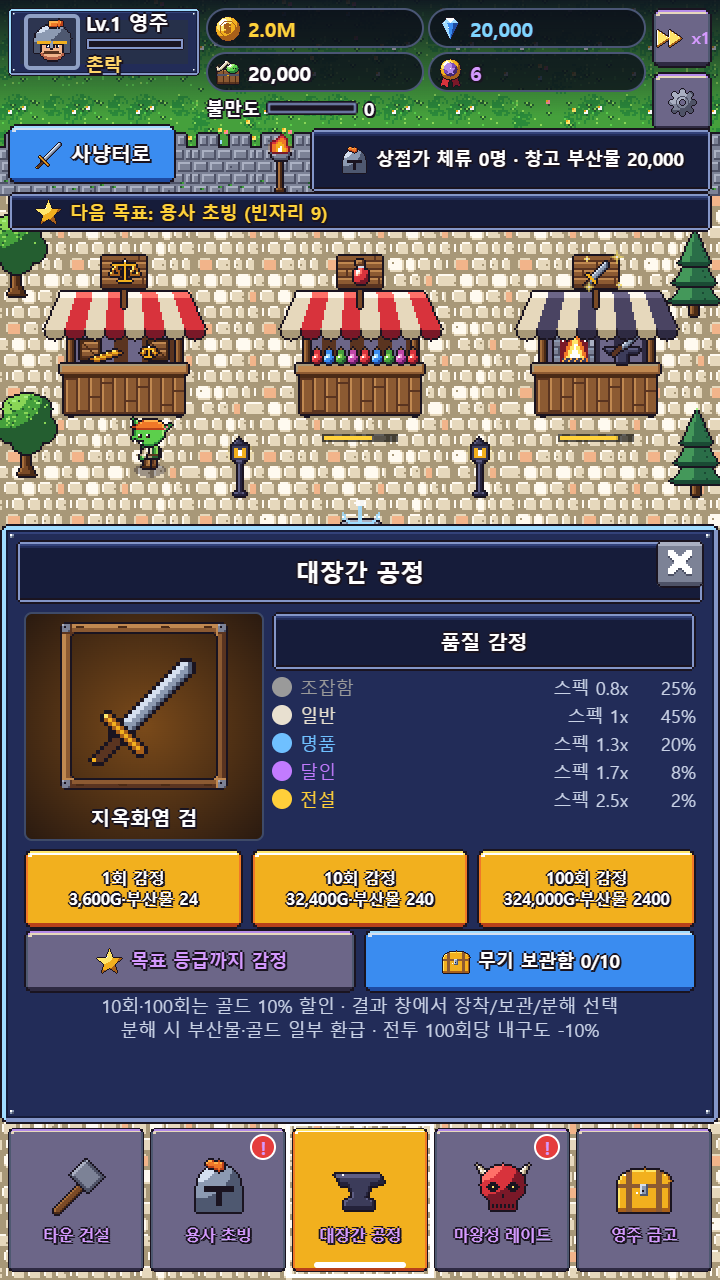 Lv.1 영주
촌락
2.0M
20,000
x1
20,000
6
불만도 0
사냥터로
상점가 체류 0명 · 창고 부산물 20,000
다음 목표: 용사 초빙 (빈자리 9)
대장간 공정
지옥화염 검
품질 감정
조잡함 스펙 0.8x 25%
일반 스펙 1x 45%
명품 스펙 1.3x 20%
달인 스펙 1.7x 8%
전설 스펙 2.5x 2%
1회 감정
3,600G·부산물 24
10회 감정
32,400G·부산물 240
100회 감정
324,000G·부산물 2400
목표 등급까지 감정
무기 보관함 0/10
10회·100회는 골드 10% 할인 · 결과 창에서 장착/보관/분해 선택
분해 시 부산물·골드 일부 환급 · 전투 100회당 내구도 -10%
타운 건설
용사 초빙
대장간 공정
마왕성 레이드
영주 금고